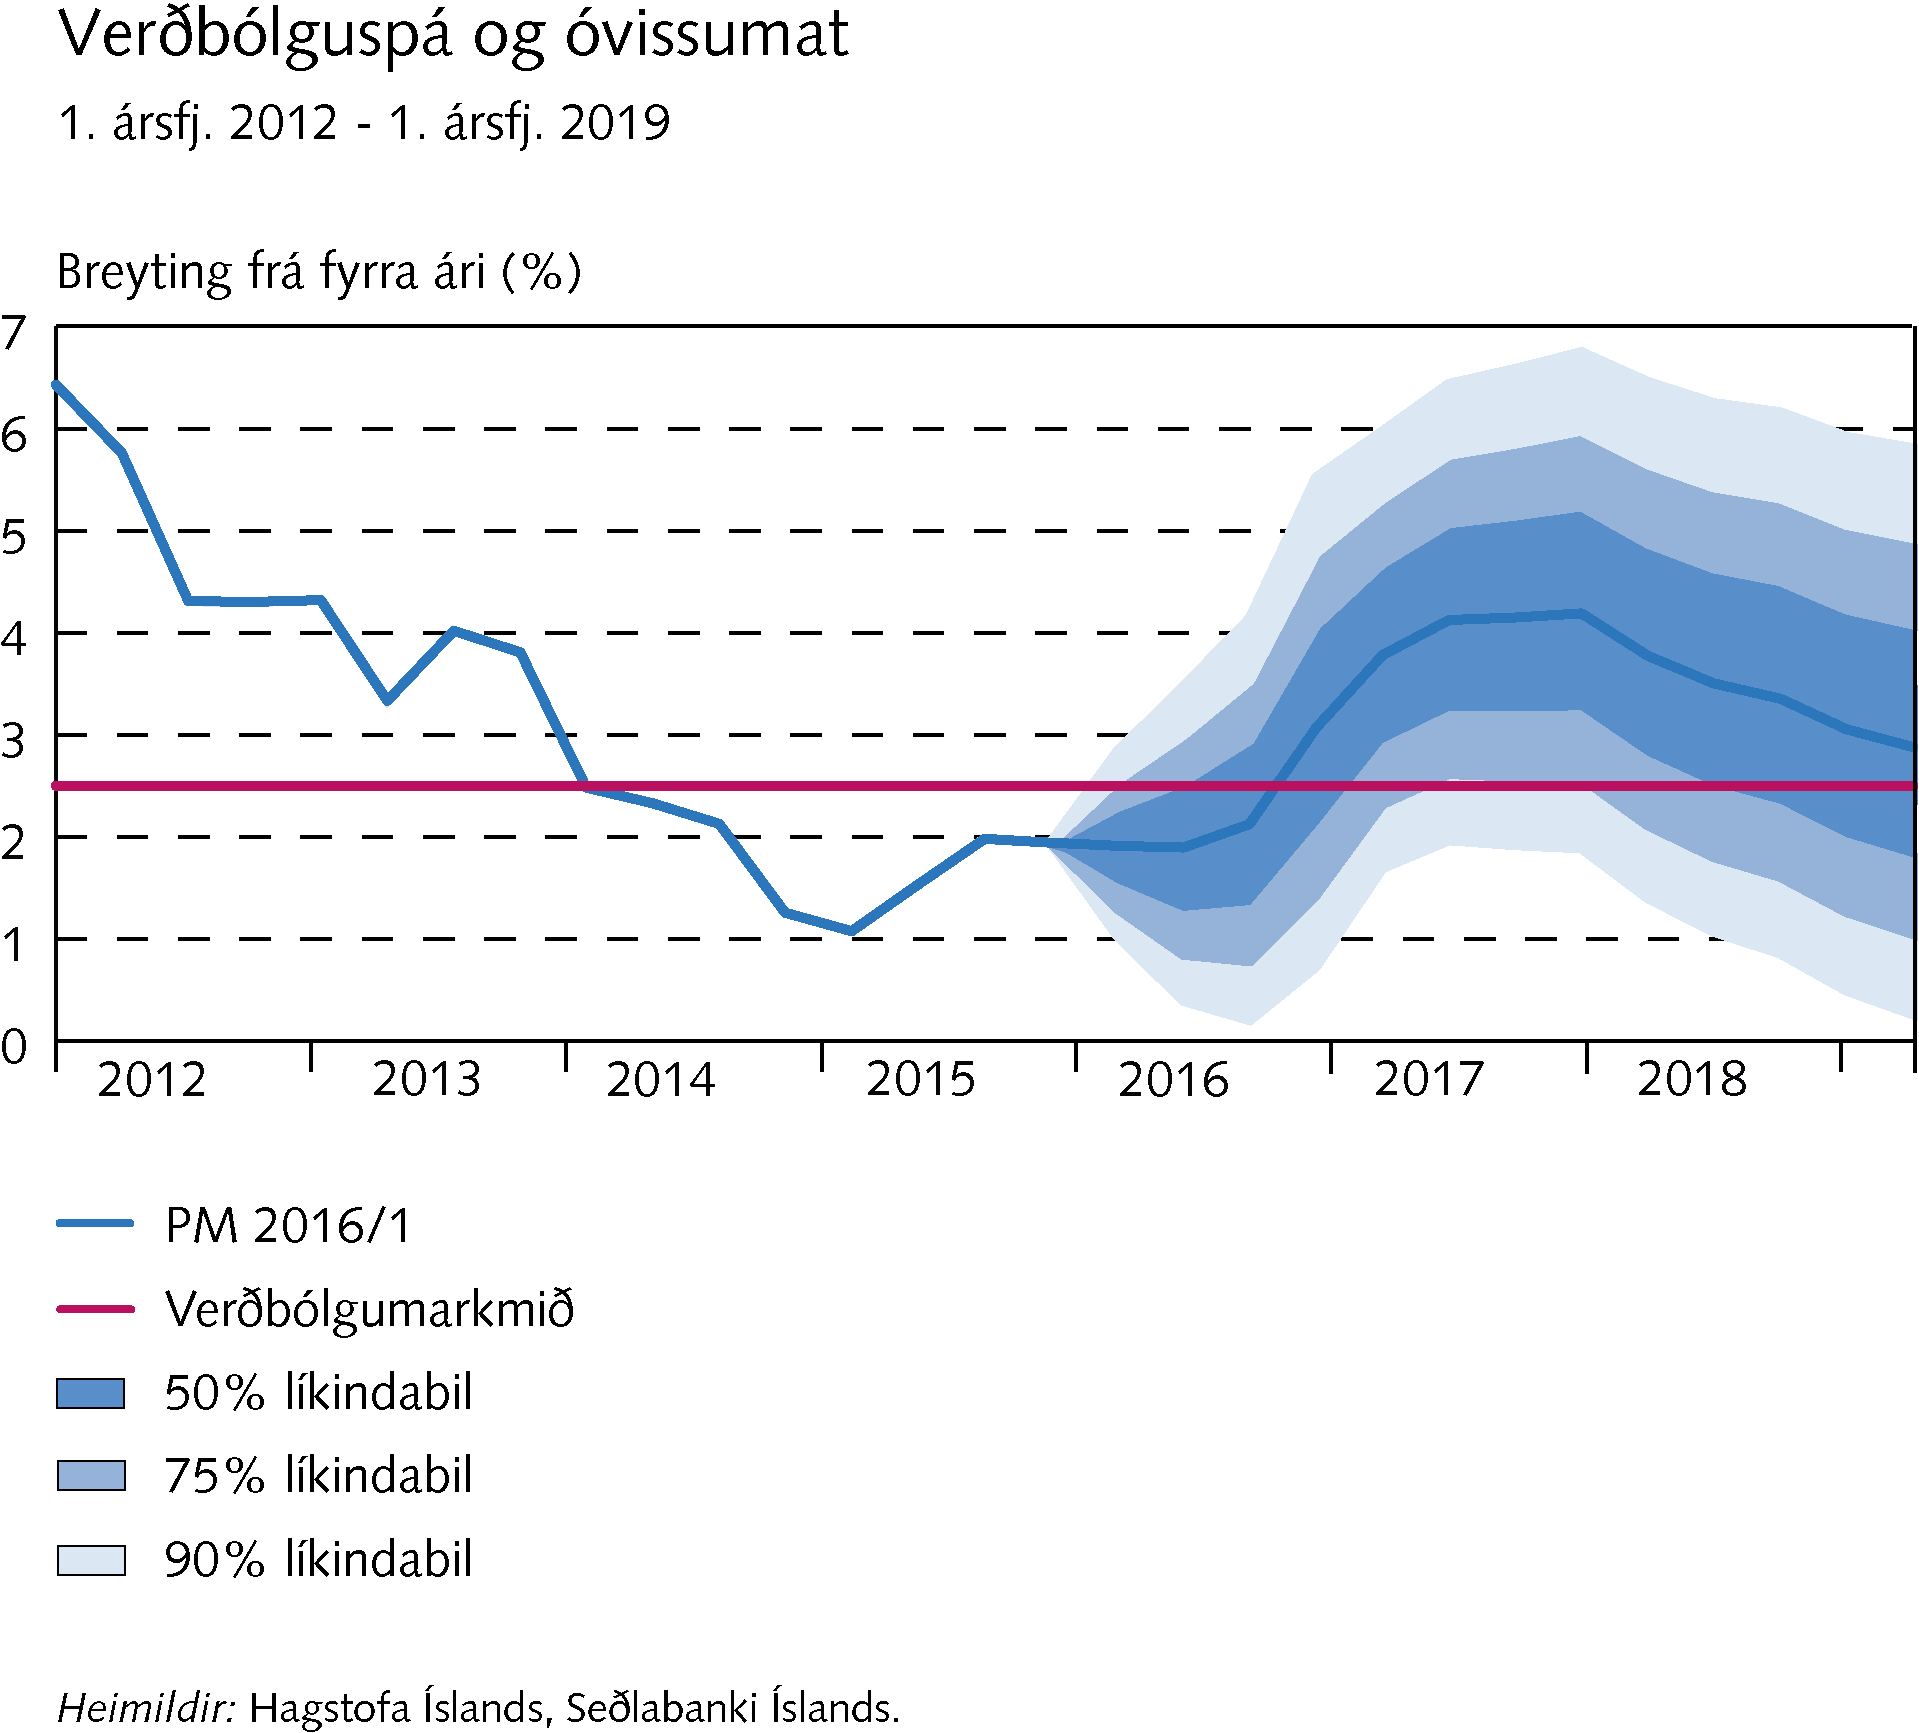 Verðbólguspá og óvissumat
1. ársfj. 2012 - 1. ársfj. 2019
Breyting frá fyrra ári (%)
7
6
5
4
3
2
1
0
2012 2013 2014 2015 2016 2017 2018
PM 2016/1
Verðbólgumarkmið
50% líkindabil
75% líkindabil
90% líkindabil
Heimildir: Hagstofa Íslands, Seðlabanki Íslands.